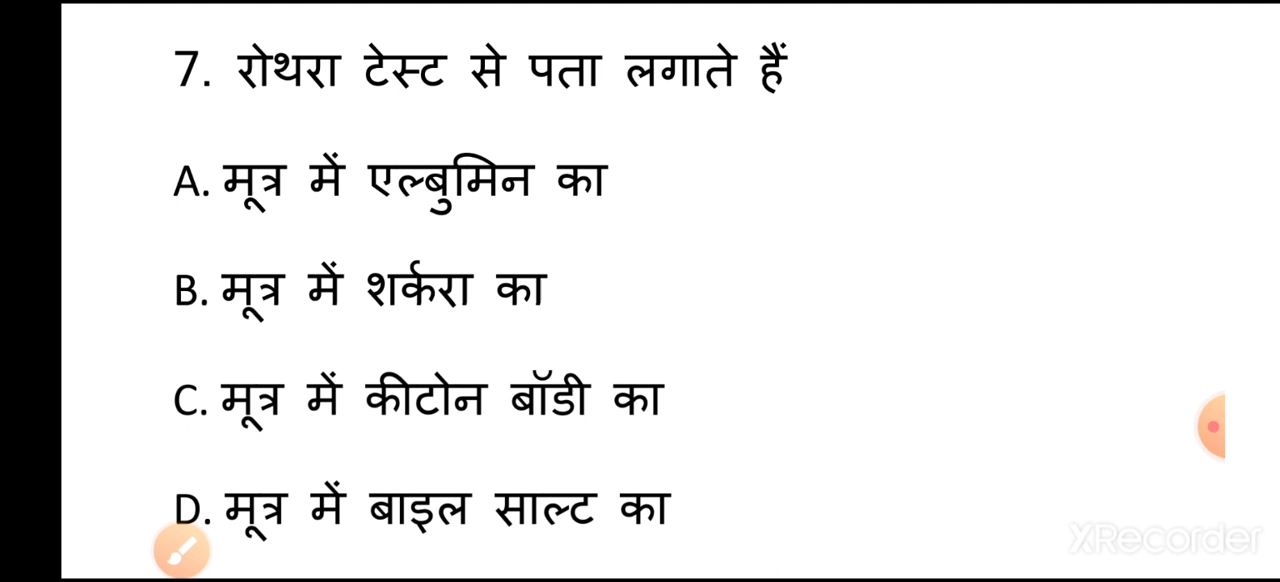 7. रोथरा टेस्ट से पता लगाते हैं
A. मूत्र में एल्बुमिन का
B. मूत्र में शर्करा का
C. मूत्र में कीटोन बॉडी का
D. मूत्र में बाइल साल्ट का
XRecorder